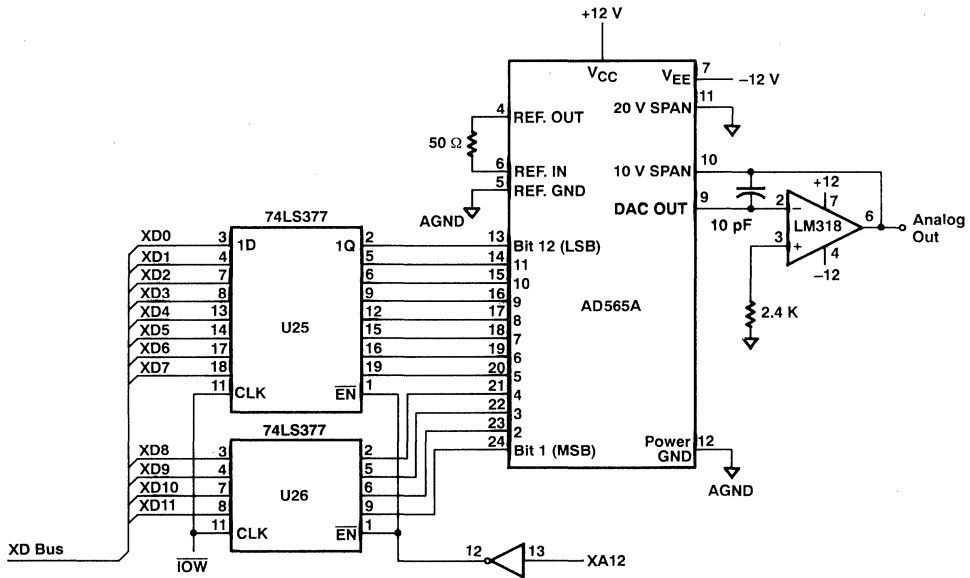 +12 V
VCC
VEE 7 –12 V
11
20 V SPAN
4
REF. OUT
50 Ω
6
REF. IN
5
REF. GND
AGND
10
10 V SPAN
9
DAC OUT
10 pF
+12
7
2 –
LM318
6
Analog
Out
3
+
4
–12
2.4 K
AD565A
74LS377
XD0 3 1D 1Q 2 13 Bit 12 (LSB)
XD1 4 5 14 11
XD2 7 6 15 10
XD3 8 9 16 9
XD4 13 12 17 8
XD5 14 15 18 7
XD6 17 16 19 6
XD7 18 19 20 5
U25
11 CLK EN 1 21 4
22 3
23 2
24 Bit 1 (MSB)
Power
GND
12
AGND
74LS377
XD8 3 2
XD9 4 5
XD10 7 6
XD11 8 9
U26
11 CLK EN 1
XD Bus
IOW
12 13 XA12